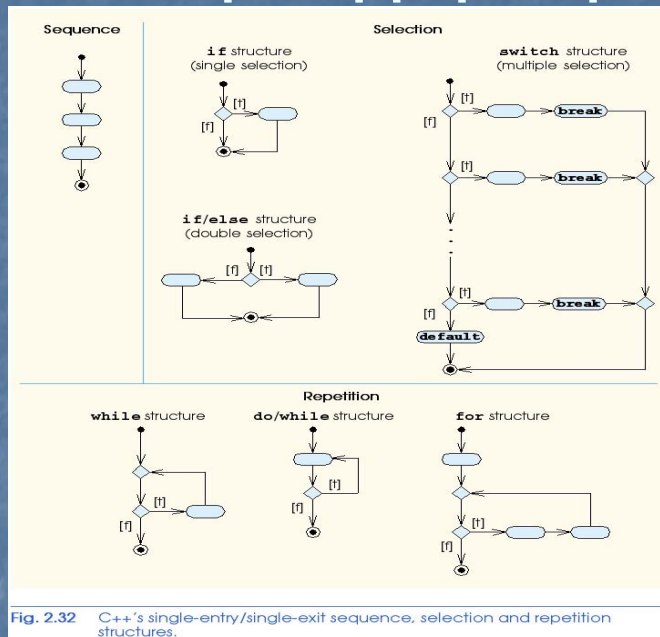 Sequence
Selection
if structure
(single selection)
[t]
[f]
switch structure
(multiple selection)
[t]
break
[f]
[t]
break
if/else structure
(double selection)
[f] [t]
[t]
break
[f]
default
Repetition
while structure
[t]
[f]
do/while structure
[t]
[f]
for structure
[t]
[f]
Fig. 2.32 C++'s single-entry/single-exit sequence, selection and repetition
structures.